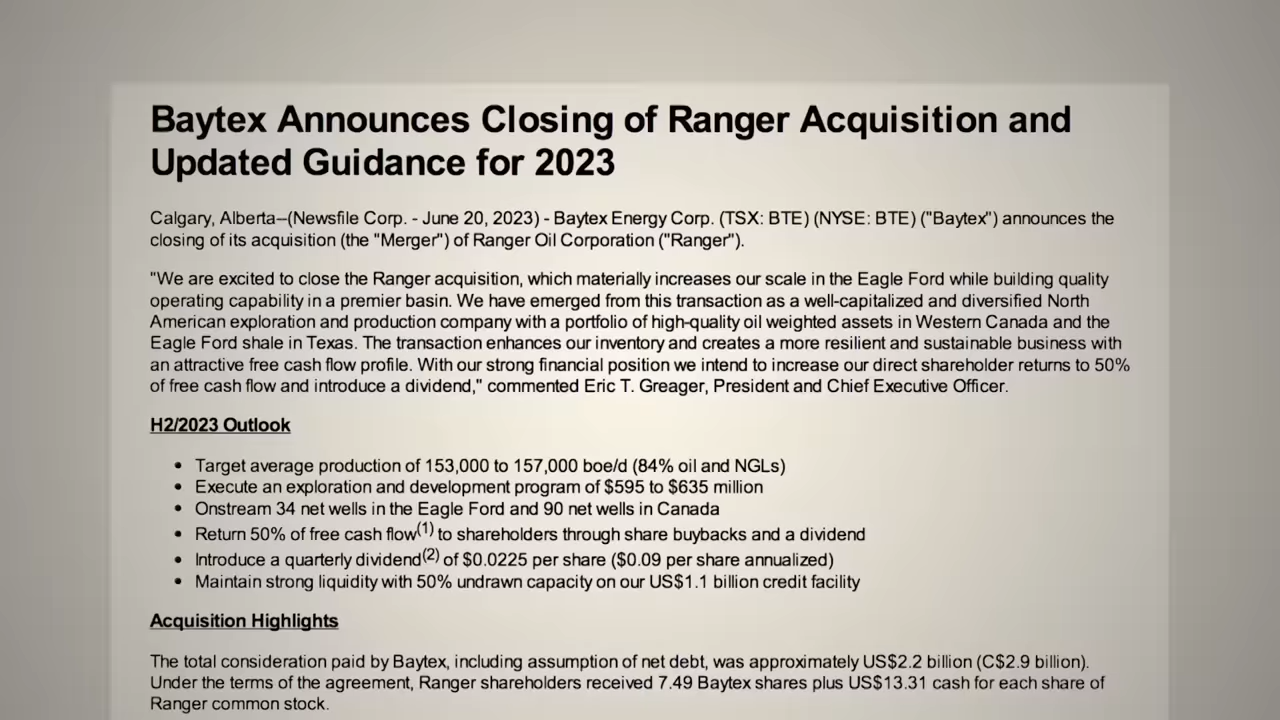 Baytex Announces Closing of Ranger Acquisition and
Updated Guidance for 2023
Calgary, Alberta--(Newsfile Corp. - June 20, 2023) - Baytex Energy Corp. (TSX: BTE) (NYSE: BTE) ("Baytex") announces the
closing of its acquisition (the "Merger") of Ranger Oil Corporation ("Ranger").
"We are excited to close the Ranger acquisition, which materially increases our scale in the Eagle Ford while building quality
operating capability in a premier basin. We have emerged from this transaction as a well-capitalized and diversified North
American exploration and production company with a portfolio of high-quality oil weighted assets in Western Canada and the
Eagle Ford shale in Texas. The transaction enhances our inventory and creates a more resilient and sustainable business with
an attractive free cash flow profile. With our strong financial position we intend to increase our direct shareholder returns to 50%
of free cash flow and introduce a dividend," commented Eric T. Greager, President and Chief Executive Officer.
H2/2023 Outlook
• Target average production of 153,000 to 157,000 boe/d (84% oil and NGLs)
• Execute an exploration and development program of $595 to $635 million
• Onstream 34 net wells in the Eagle Ford and 90 net wells in Canada
• Return 50% of free cash flow(1) to shareholders through share buybacks and a dividend
• Introduce a quarterly dividend(2) of $0.0225 per share ($0.09 per share annualized)
• Maintain strong liquidity with 50% undrawn capacity on our US$1.1 billion credit facility
Acquisition Highlights
The total consideration paid by Baytex, including assumption of net debt, was approximately US$2.2 billion (C$2.9 billion).
Under the terms of the agreement, Ranger shareholders received 7.49 Baytex shares plus US$13.31 cash for each share of
Ranger common stock.